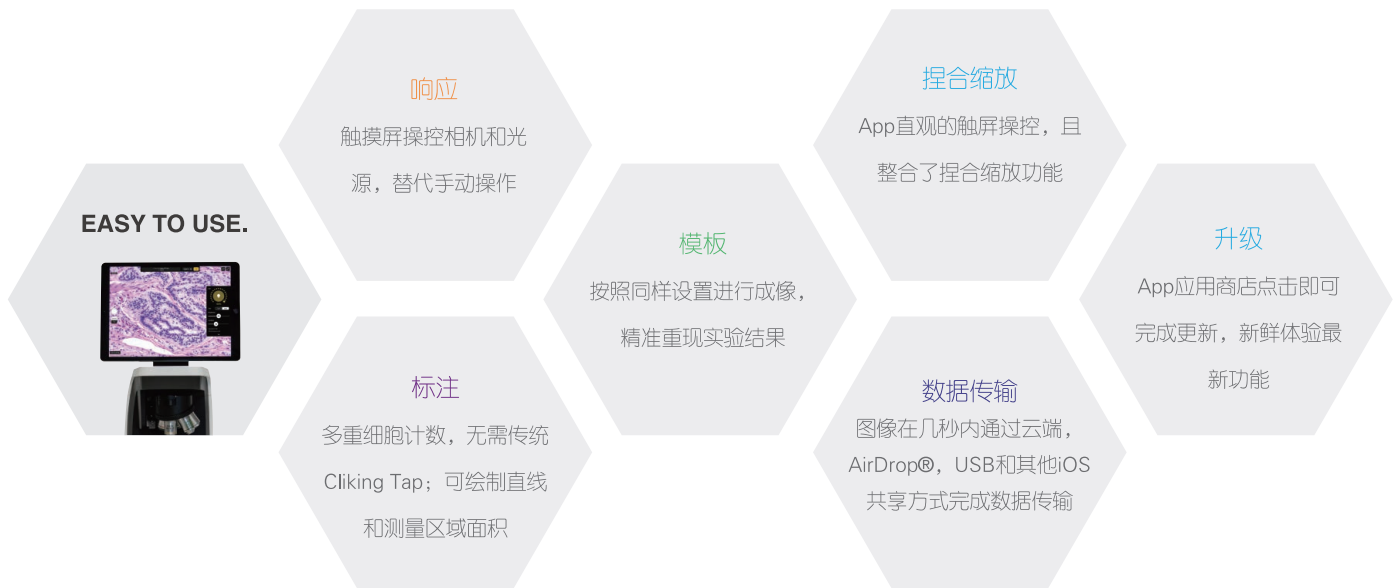 EASY TO USE.
响应
触摸屏操控相机和光
源，替代手动操作
标注
多重细胞计数，无需传统
Cliking Tap；可绘制直线
和测量区域面积
模板
按照同样设置进行成像，
精准重现实验结果
捏合缩放
App直观的触屏操控，且
整合了捏合缩放功能
数据传输
图像在几秒内通过云端，
AirDrop®，USB和其他iOS
共享方式完成数据传输
升级
App应用商店点击即可
完成更新，新鲜体验最
新功能